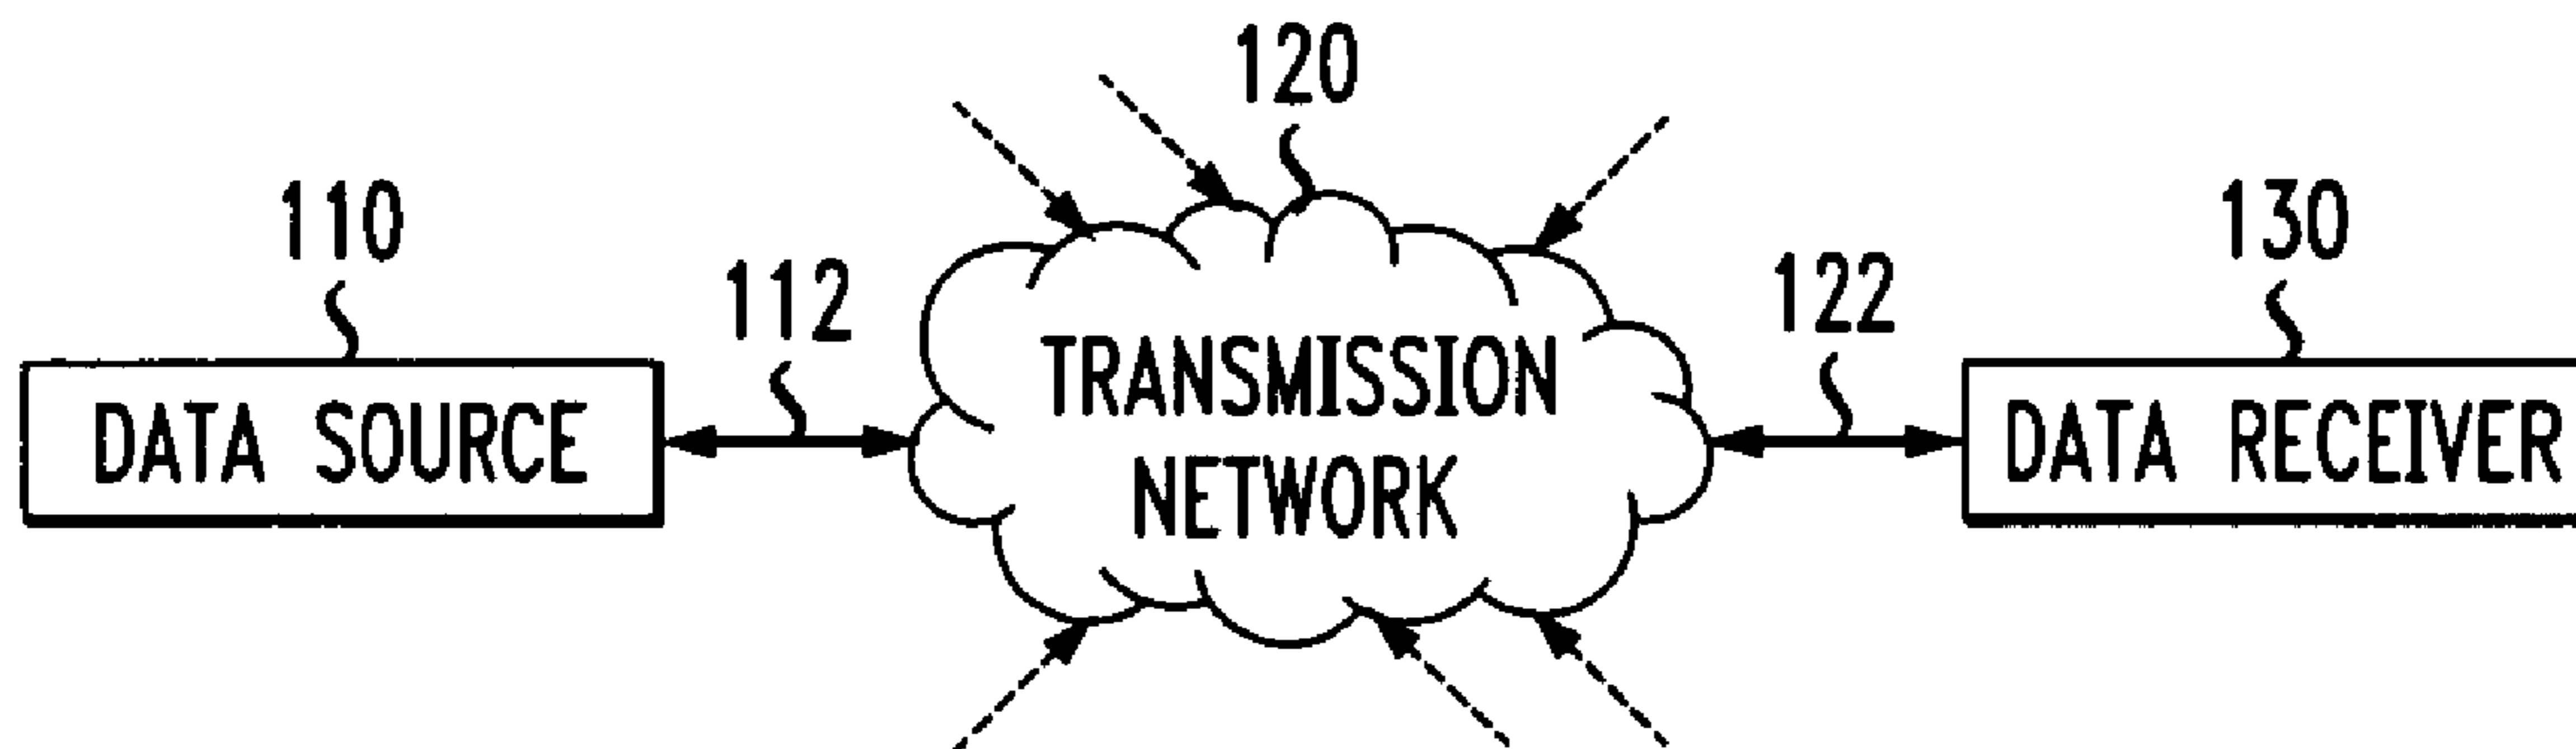 120
110
130
112
122
TRANSMISSION
NETWORK
DATA SOURCE
DATA RECEIVER